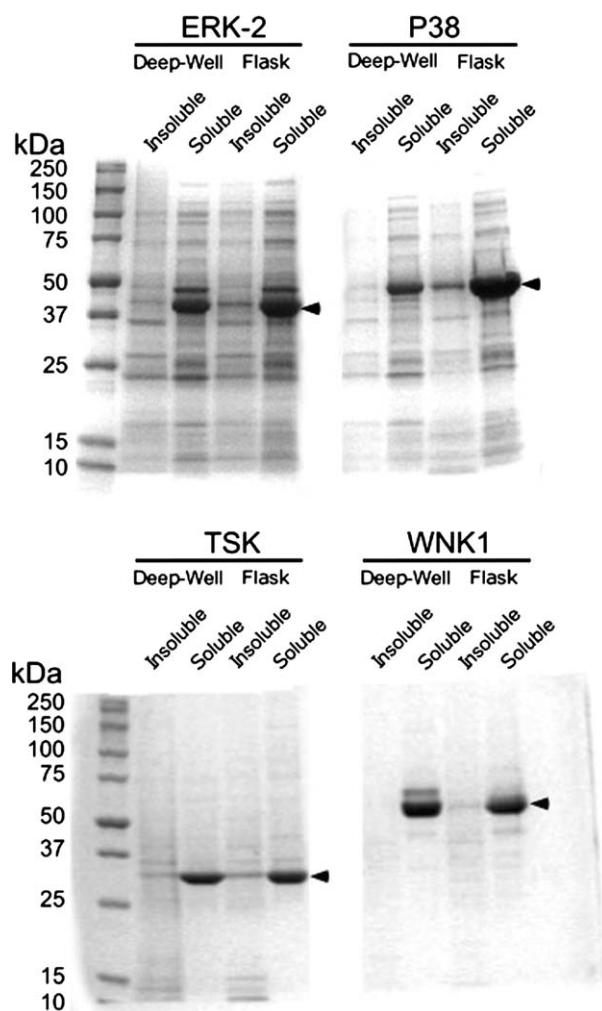 ERK-2
P38
Deep-Well Flask
Deep-Well Flask
Insoluble
Soluble
Insoluble
Soluble
Insoluble
Soluble
Insoluble
Soluble
kDa
250
150
100
75
50
37
25
15
10
TSK
WNK1
Deep-Well Flask
Deep-Well Flask
Insoluble
Soluble
Insoluble
Soluble
Insoluble
Soluble
Insoluble
Soluble
kDa
250
150
100
75
50
37
25
15
10